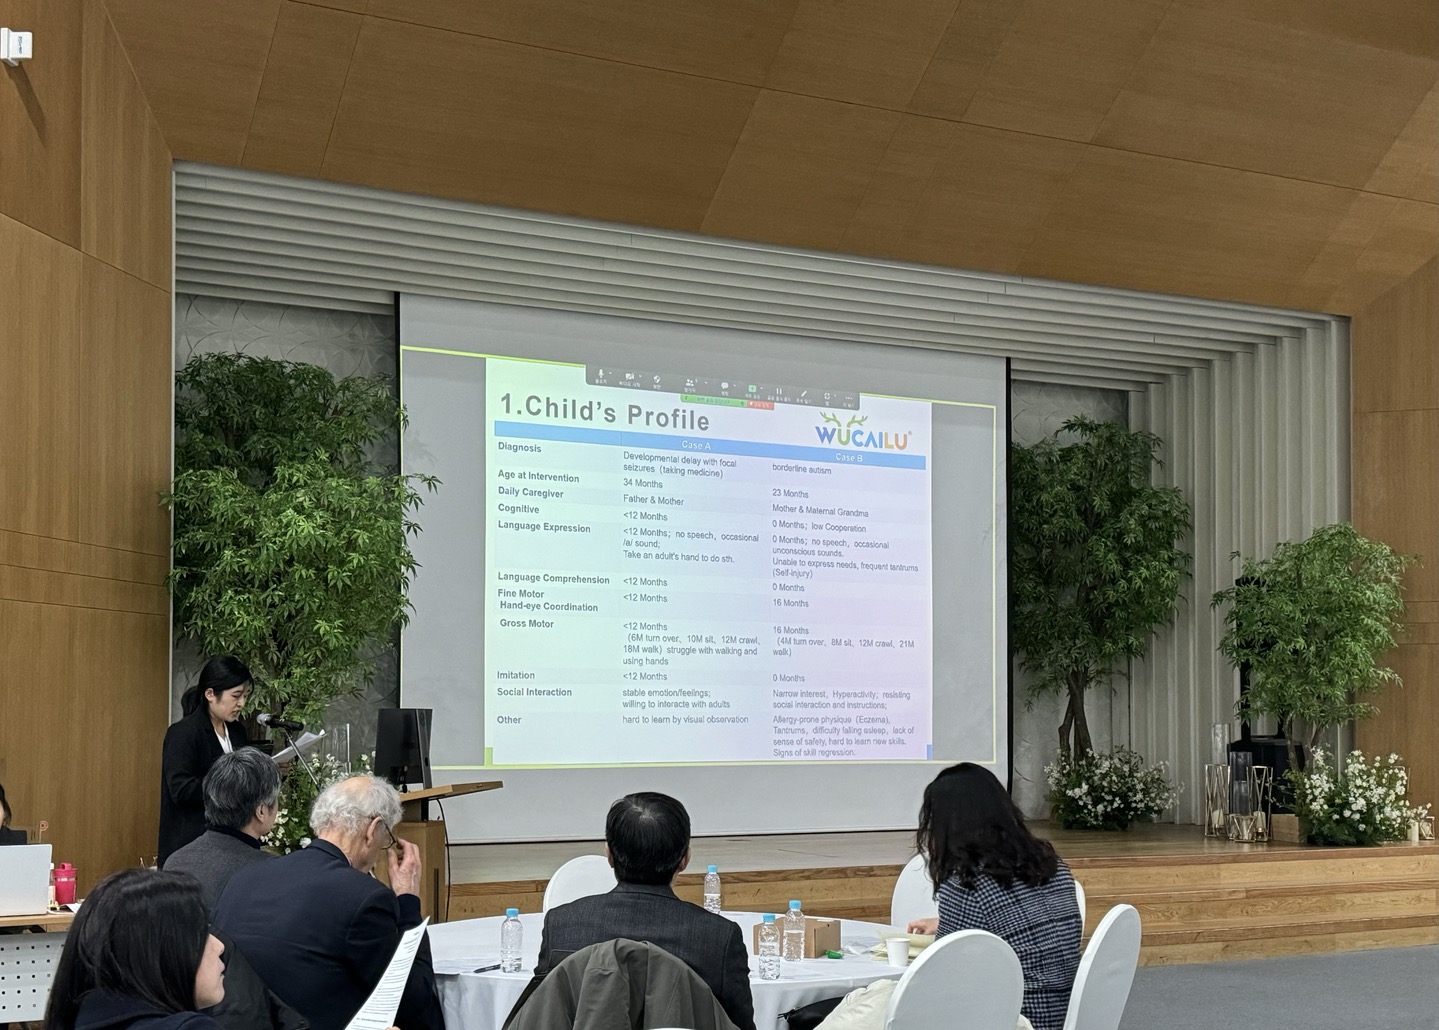 1.Child's Profile
WUCAILU
Case A
Case B
Diagnosis
Developmental delay with focal
seizures (taking medicine)
borderline autism
Age at Intervention
34 Months
23 Months
Daily Caregiver
Father & Mother
Mother & Maternal Grandma
Cognitive
<12 Months
0 Months; low Cooperation
Language Expression
<12 Months; no speech, occasional
/a/ sound;
Take an adult's hand to do sth.
0 Months; no speech, occasional
unconscious sounds.
Unable to express needs, frequent tantrums
(Self-injury)
Language Comprehension
<12 Months
0 Months
Fine Motor
Hand-eye Coordination
<12 Months
16 Months
Gross Motor
<12 Months
(6M turn over、10M sit、12M crawl、
18M walk) struggle with walking and
using hands
16 Months
(4M turn over、8M sit、12M crawl、21M
walk)
Imitation
<12 Months
0 Months
Social Interaction
stable emotion/feelings;
willing to interact with adults
Narrow interest, Hyperactivity; resisting
social interaction and instructions;
Other
hard to learn by visual observation
Allergy-prone physique (Eczema),
Tantrums, difficulty falling asleep, lack of
sense of safety, hard to learn new skills.
Signs of skill regression.